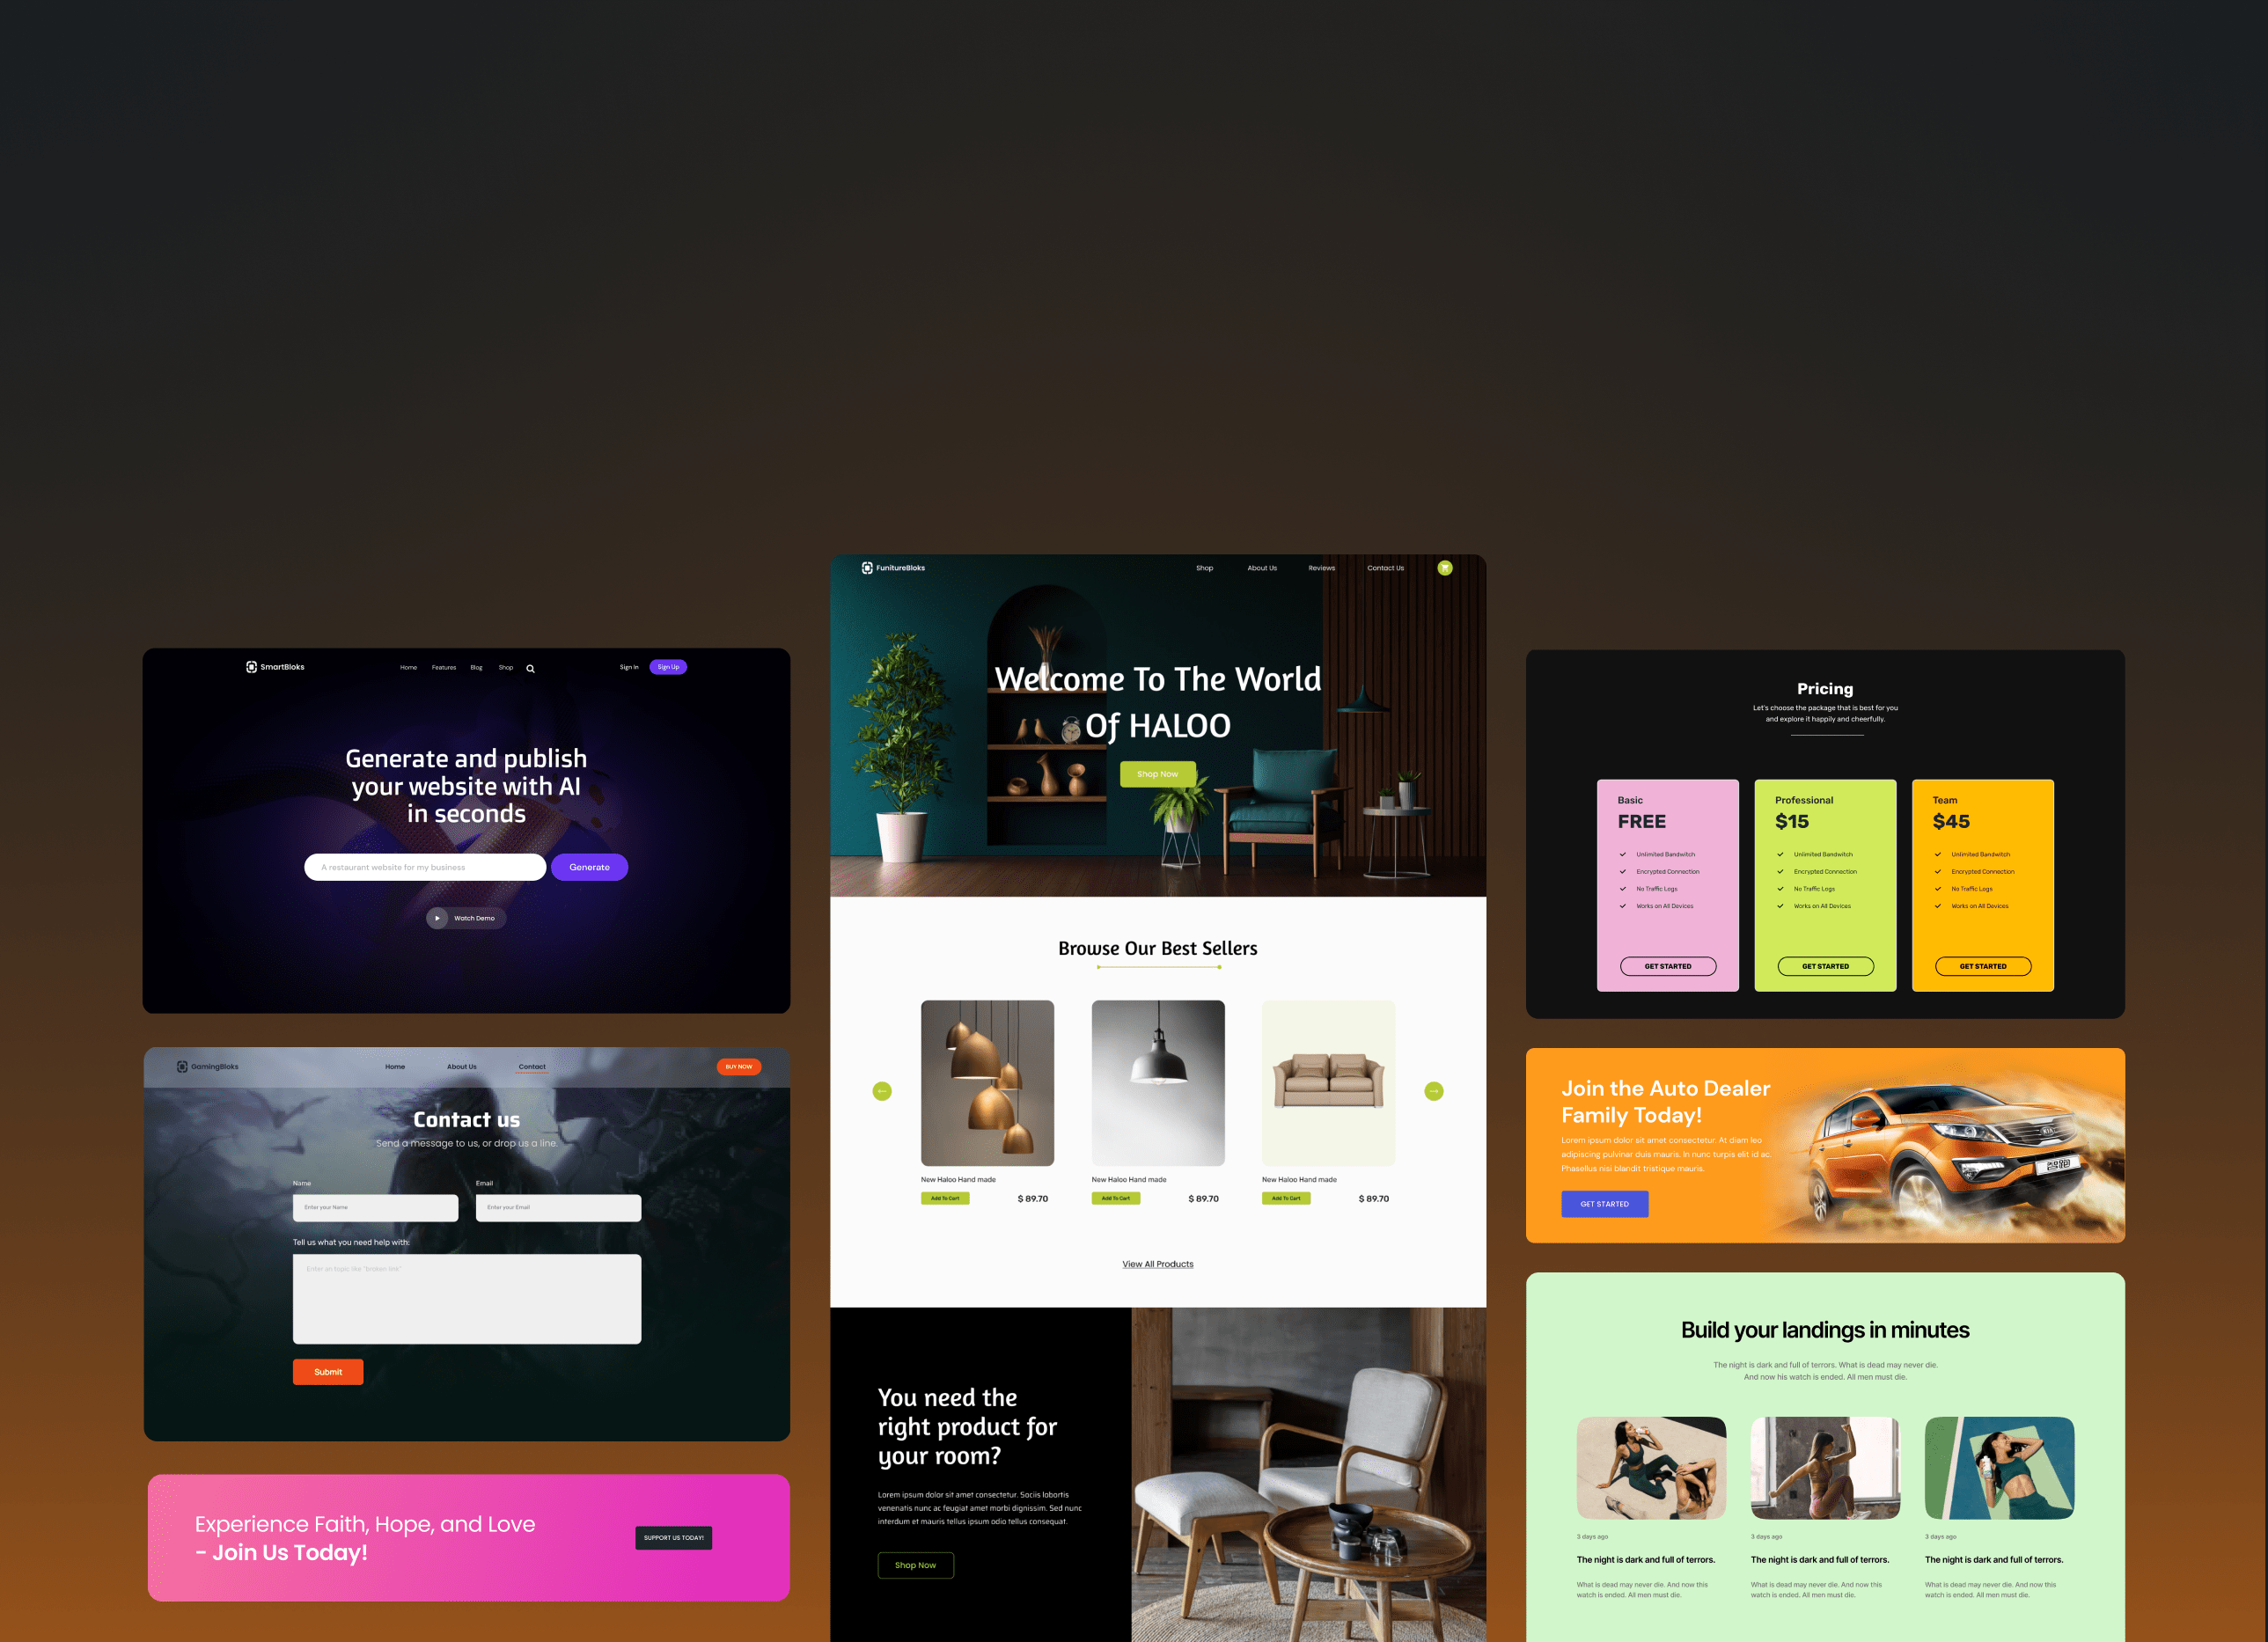 SmartBloks
Home Features Blog Shop
Sign In Sign Up
Generate and publish
your website with AI
in seconds
A restaurant website for my business Generate
Watch Demo
GamingBloks
Home About Us Contact
BUY NOW
Contact us
Send a message to us, or drop us a line.
Name Email
Enter your Name Enter your Email
Tell us what you need help with:
Enter an topic like "broken link"
Submit
Experience Faith, Hope, and Love
- Join Us Today!
SUPPORT US TODAY!
FunitureBloks
Shop About Us Reviews Contact Us
Welcome To The World
Of HALOO
Shop Now
Browse Our Best Sellers
New Haloo Hand made New Haloo Hand made New Haloo Hand made
Add To Cart $ 89.70 Add To Cart $ 89.70 Add To Cart $ 89.70
View All Products
You need the
right product for
your room?
Lorem ipsum dolor sit amet consectetur. Sociis lobortis
venenatis nunc ac feugiat amet morbi dignissim. Sed nunc
interdum et mauris tellus ipsum odio tellus consequat.
Shop Now
Pricing
Let's choose the package that is best for you
and explore it happily and cheerfully.
Basic Professional Team
FREE $15 $45
Unlimited Bandwitch Unlimited Bandwitch Unlimited Bandwitch
Encrypted Connection Encrypted Connection Encrypted Connection
No Traffic Logs No Traffic Logs No Traffic Logs
Works on All Devices Works on All Devices Works on All Devices
GET STARTED GET STARTED GET STARTED
Join the Auto Dealer
Family Today!
Lorem ipsum dolor sit amet consectetur. At diam leo
adipiscing pulvinar duis mauris. In nunc turpis elit id ac.
Phasellus nisi blandit tristique mauris.
GET STARTED
KIA
Build your landings in minutes
The night is dark and full of terrors. What is dead may never die.
And now his watch is ended. All men must die.
3 days ago 3 days ago 3 days ago
The night is dark and full of terrors. The night is dark and full of terrors. The night is dark and full of terrors.
What is dead may never die. And now this What is dead may never die. And now this What is dead may never die. And now this
watch is ended. All men must die. watch is ended. All men must die. watch is ended. All men must die.